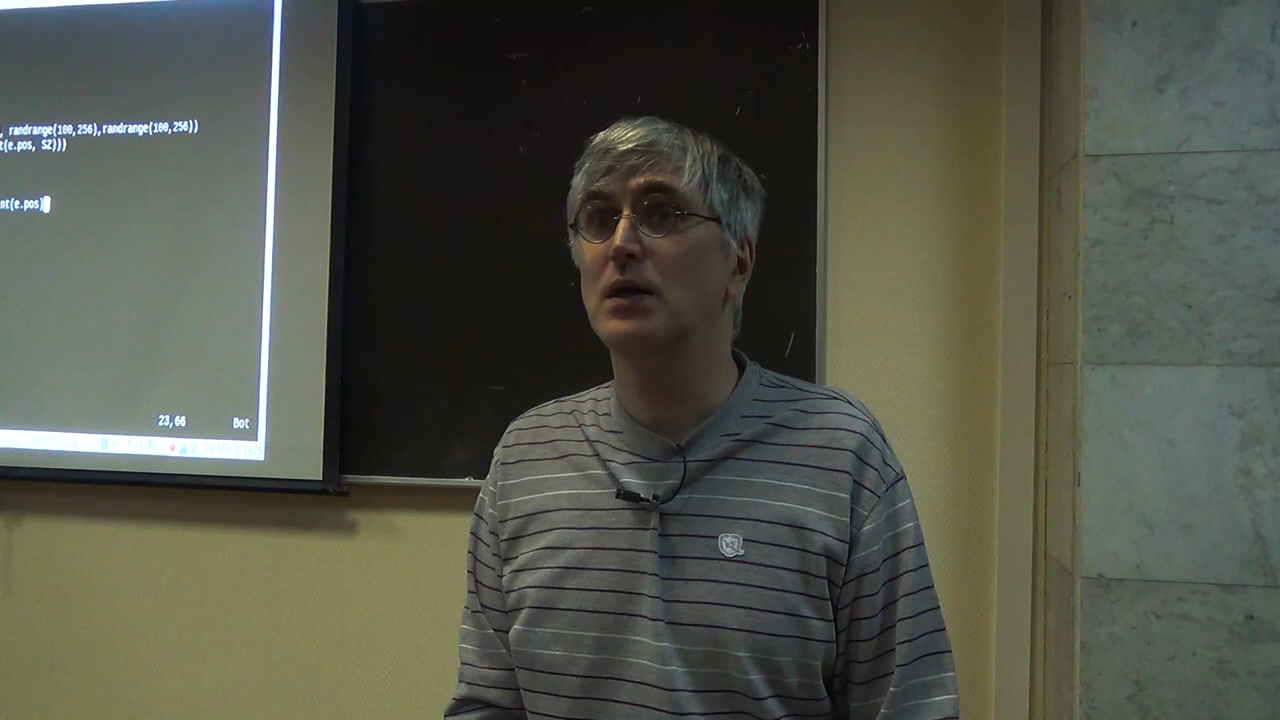 , randrange(100,256),randrange(100,256))
t(e.pos, SZ)))
nt(e.pos)
23,66
Bot